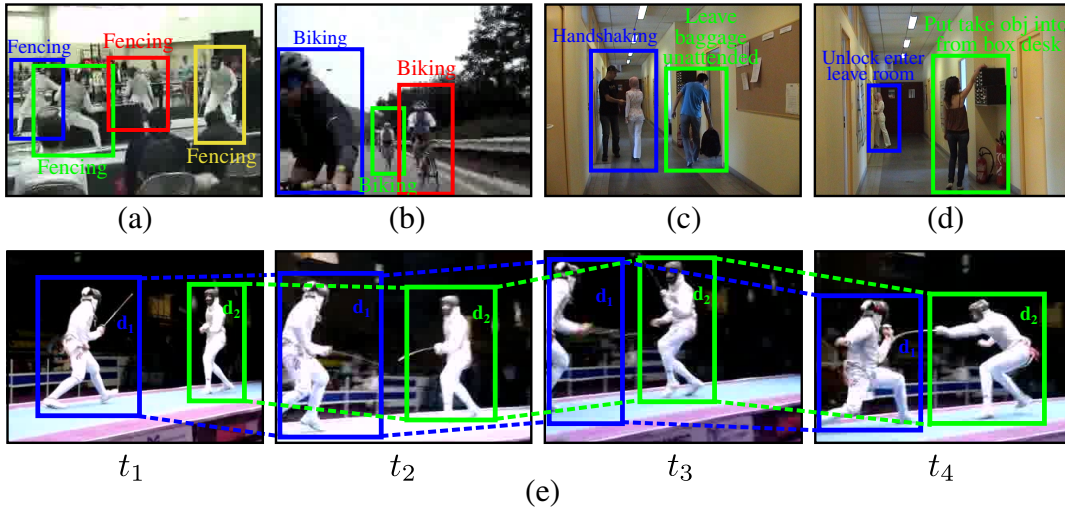 Fencing
Fencing
Fencing
Fencing
(a)
Biking
Biking
Biking
(b)
Handshaking
Leave
baggage
unattended
(c)
Unlock enter
leave room
Put take obj into
from box desk
(d)
d1
d2
d1
d2
d1
d2
d1
d2
t1
t2
t3
t4
(e)